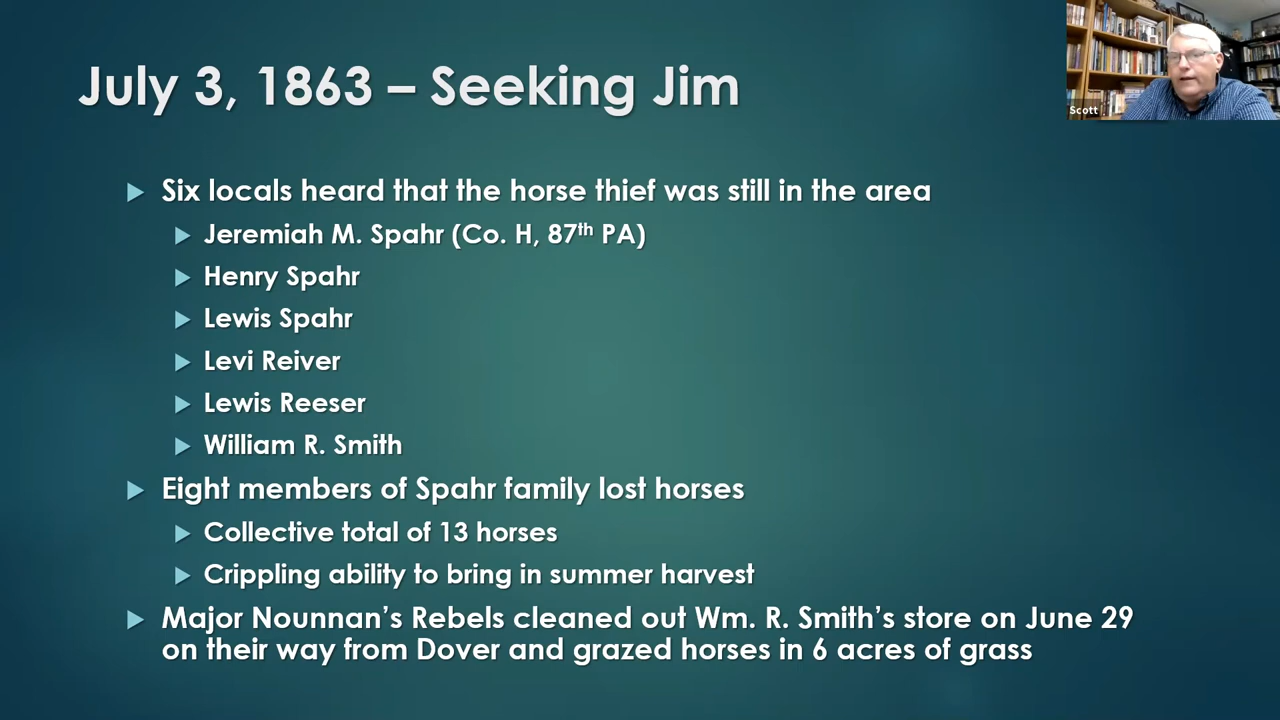 July 3, 1863 – Seeking Jim
Scott
Six locals heard that the horse thief was still in the area
Jeremiah M. Spahr (Co. H, 87th PA)
Henry Spahr
Lewis Spahr
Levi Reiver
Lewis Reeser
William R. Smith
Eight members of Spahr family lost horses
Collective total of 13 horses
Crippling ability to bring in summer harvest
Major Nounnan’s Rebels cleaned out Wm. R. Smith’s store on June 29
on their way from Dover and grazed horses in 6 acres of grass